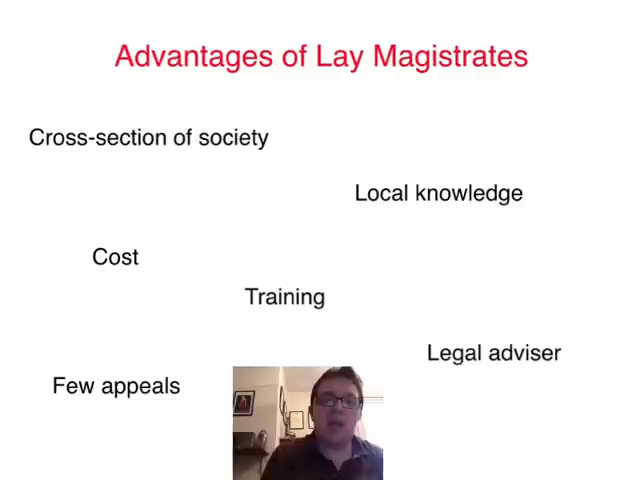 Advantages of Lay Magistrates
Cross-section of society
Local knowledge
Cost
Training
Legal adviser
Few appeals